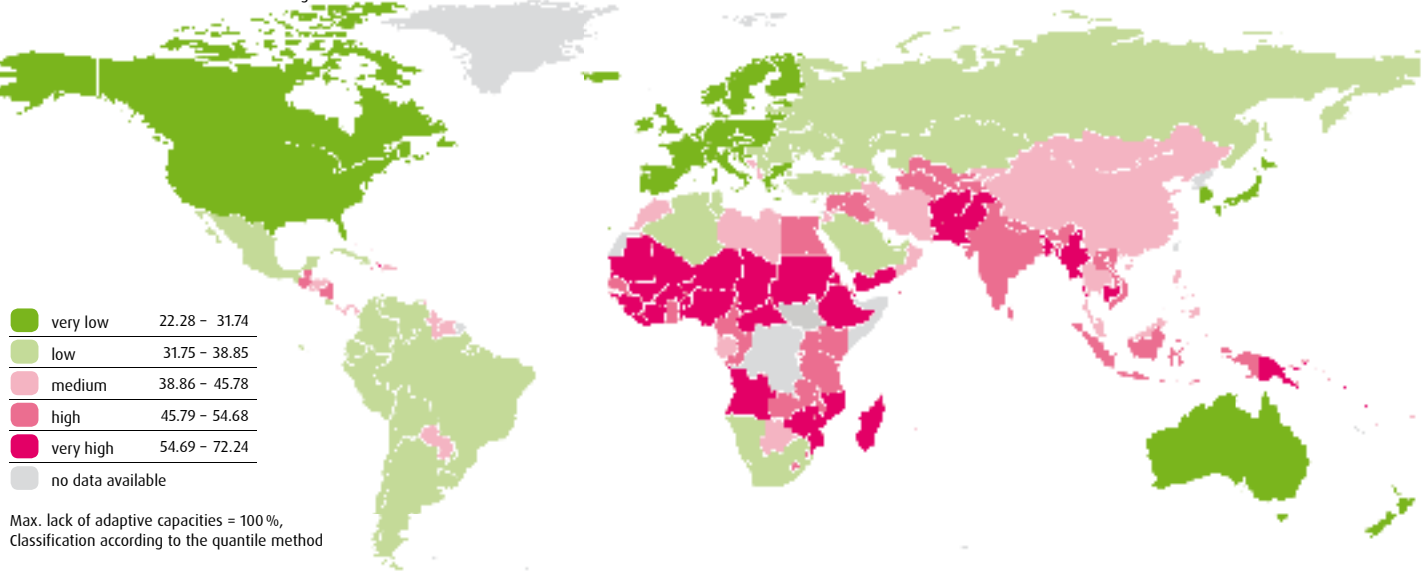 very low 22.28 – 31.74
low 31.75 – 38.85
medium 38.86 – 45.78
high 45.79 – 54.68
very high 54.69 – 72.24
no data available
Max. lack of adaptive capacities = 100 %,
Classification according to the quantile method